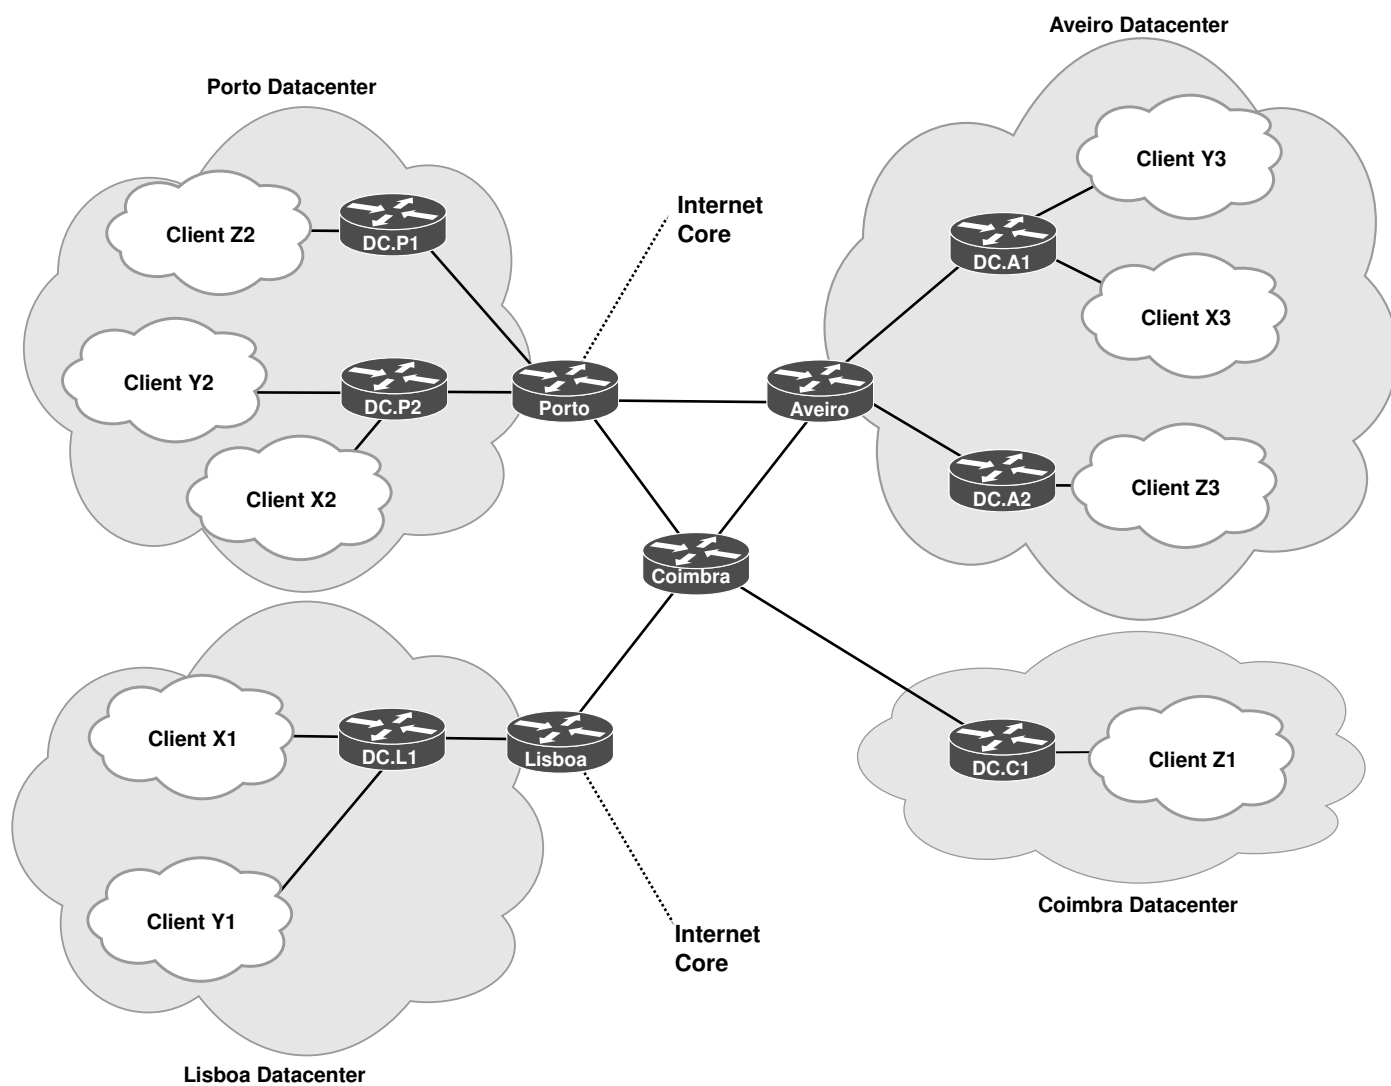 Aveiro Datacenter
Porto Datacenter
Client Y3
Internet
Core
Client Z2
DC.P1
DC.A1
Client X3
Client Y2
DC.P2
Porto
Aveiro
Client X2
DC.A2
Client Z3
Coimbra
Client X1
DC.L1
Lisboa
DC.C1
Client Z1
Client Y1
Coimbra Datacenter
Internet
Core
Lisboa Datacenter